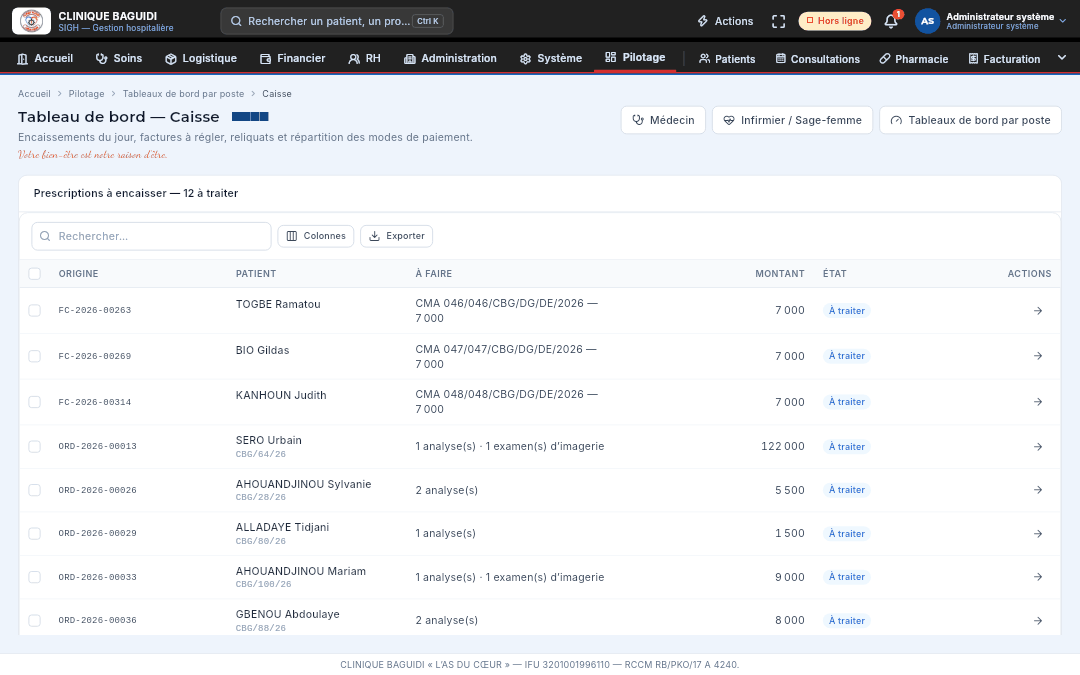 CLINIQUE BAGUIDI
SIGH — Gestion hospitalière
Rechercher un patient, un pro... Ctrl K
Actions
Hors ligne
1
AS
Administrateur système
Administrateur système
Accueil Soins Logistique Financier RH Administration Système Pilotage Patients Consultations Pharmacie Facturation
Accueil > Pilotage > Tableaux de bord par poste > Caisse
Tableau de bord — Caisse
Médecin Infirmier / Sage-femme Tableaux de bord par poste
Encaissements du jour, factures à régler, reliquats et répartition des modes de paiement.
Votre bien-être est notre raison d'être.
Prescriptions à encaisser — 12 à traiter
Rechercher... Colonnes Exporter
ORIGINE PATIENT À FAIRE MONTANT ÉTAT ACTIONS
FC-2026-00263 TOGBE Ramatou CMA 046/046/CBG/DG/DE/2026 — 7 000 À traiter →
7 000
FC-2026-00269 BIO Gildas CMA 047/047/CBG/DG/DE/2026 — 7 000 À traiter →
7 000
FC-2026-00314 KANHOUN Judith CMA 048/048/CBG/DG/DE/2026 — 7 000 À traiter →
7 000
ORD-2026-00013 SERO Urbain 1 analyse(s) · 1 examen(s) d'imagerie 122 000 À traiter →
CBG/64/26
ORD-2026-00026 AHOUANDJINOU Sylvanie 2 analyse(s) 5 500 À traiter →
CBG/28/26
ORD-2026-00029 ALLADAYE Tidjani 1 analyse(s) 1 500 À traiter →
CBG/80/26
ORD-2026-00033 AHOUANDJINOU Mariam 1 analyse(s) · 1 examen(s) d'imagerie 9 000 À traiter →
CBG/100/26
ORD-2026-00036 GBENOU Abdoulaye 2 analyse(s) 8 000 À traiter →
CBG/88/26
CLINIQUE BAGUIDI « L'AS DU CŒUR » — IFU 3201001996110 — RCCM RB/PKO/17 A 4240.